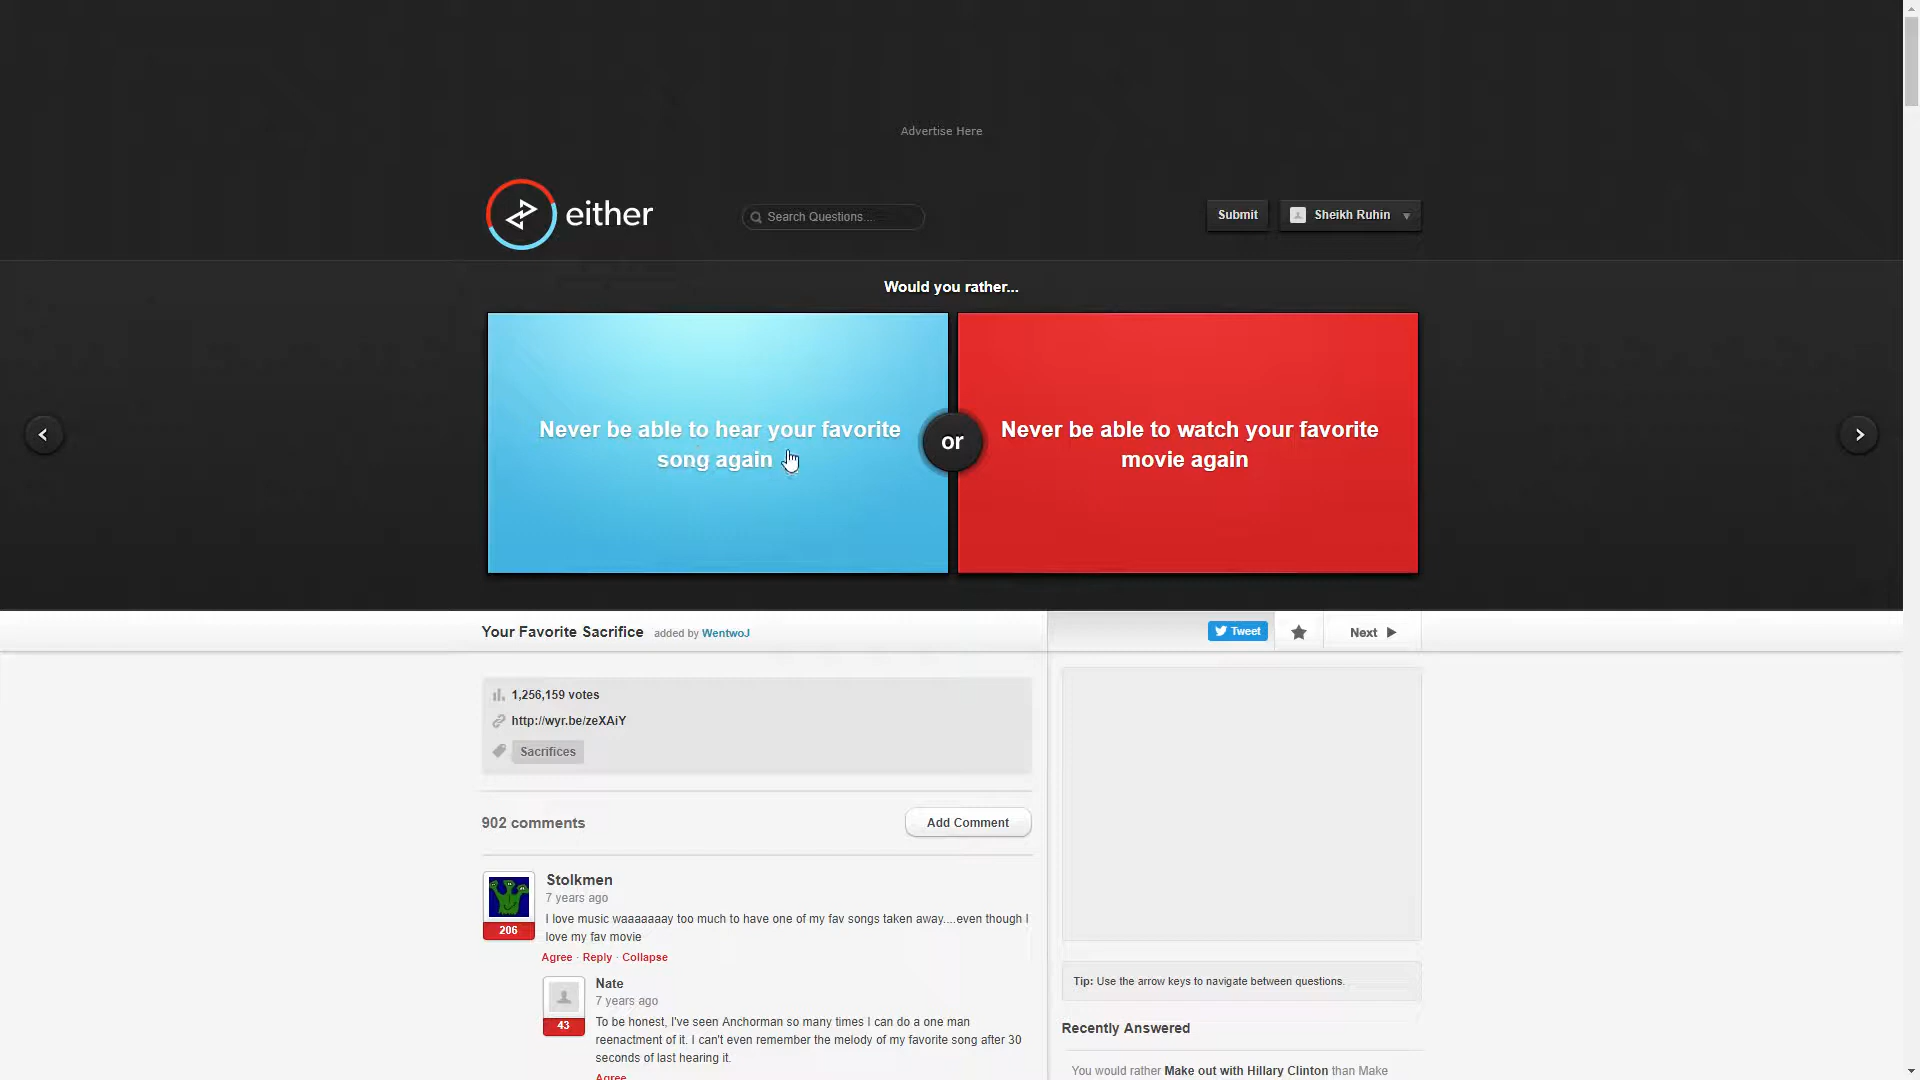 Advertise Here
either
Search Questions...
Submit
Sheikh Ruhin
Would you rather...
Never be able to hear your favorite
song again
or
Never be able to watch your favorite
movie again
Your Favorite Sacrifice added by WentwoJ
Tweet
Next
1,256,159 votes
http://wyr.be/zeXAiY
Sacrifices
902 comments
Add Comment
Stolkmen
7 years ago
206
I love music waaaaaaay too much to have one of my fav songs taken away....even though I
love my fav movie
Agree · Reply · Collapse
Nate
7 years ago
43
To be honest, I've seen Anchorman so many times I can do a one man
reenactment of it. I can't even remember the melody of my favorite song after 30
seconds of last hearing it.
Agree
Tip: Use the arrow keys to navigate between questions.
Recently Answered
You would rather Make out with Hillary Clinton than Make